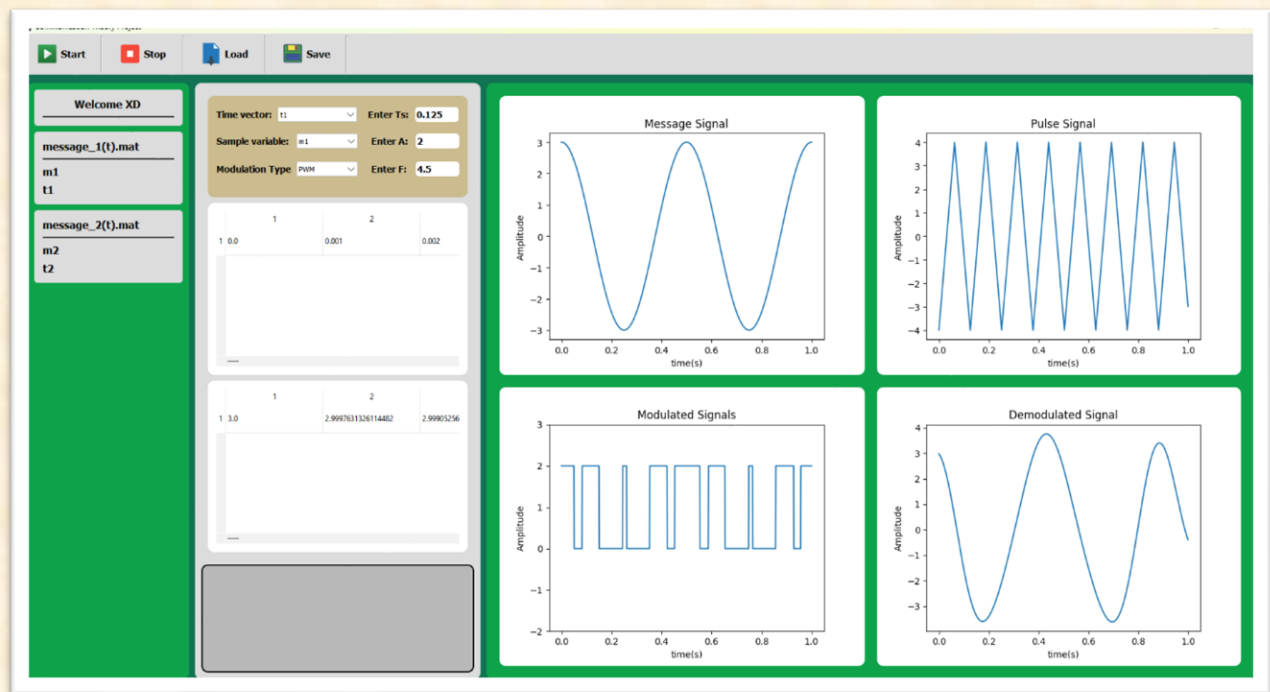 Start Stop Load Save
Welcome XD
message_1(t).mat
m1
t1
message_2(t).mat
m2
t2
Time vector: t1 Enter Ts: 0.125
Sample variable: m1 Enter A: 2
Modulation Type PWM Enter F: 4.5
1 2
1 0.0 0.001 0.002
1 2
1 3.0 2.9997631326114482 2.99905256
Message Signal
3
2
1
0
−1
−2
−3
Amplitude
0.0 0.2 0.4 0.6 0.8 1.0
time(s)
Pulse Signal
4
3
2
1
0
−1
−2
−3
−4
Amplitude
0.0 0.2 0.4 0.6 0.8 1.0
time(s)
Modulated Signals
3
2
1
0
−1
−2
Amplitude
0.0 0.2 0.4 0.6 0.8 1.0
time(s)
Demodulated Signal
4
3
2
1
0
−1
−2
−3
Amplitude
0.0 0.2 0.4 0.6 0.8 1.0
time(s)